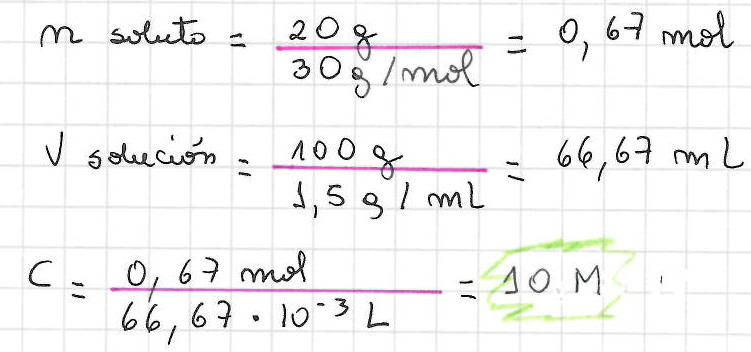 n soluto = 20 g / 30 g/mol = 0,67 mol
V solución = 100 g / 1,5 g/mL = 66,67 mL
C = 0,67 mol / 66,67 · 10⁻³ L = 10 M